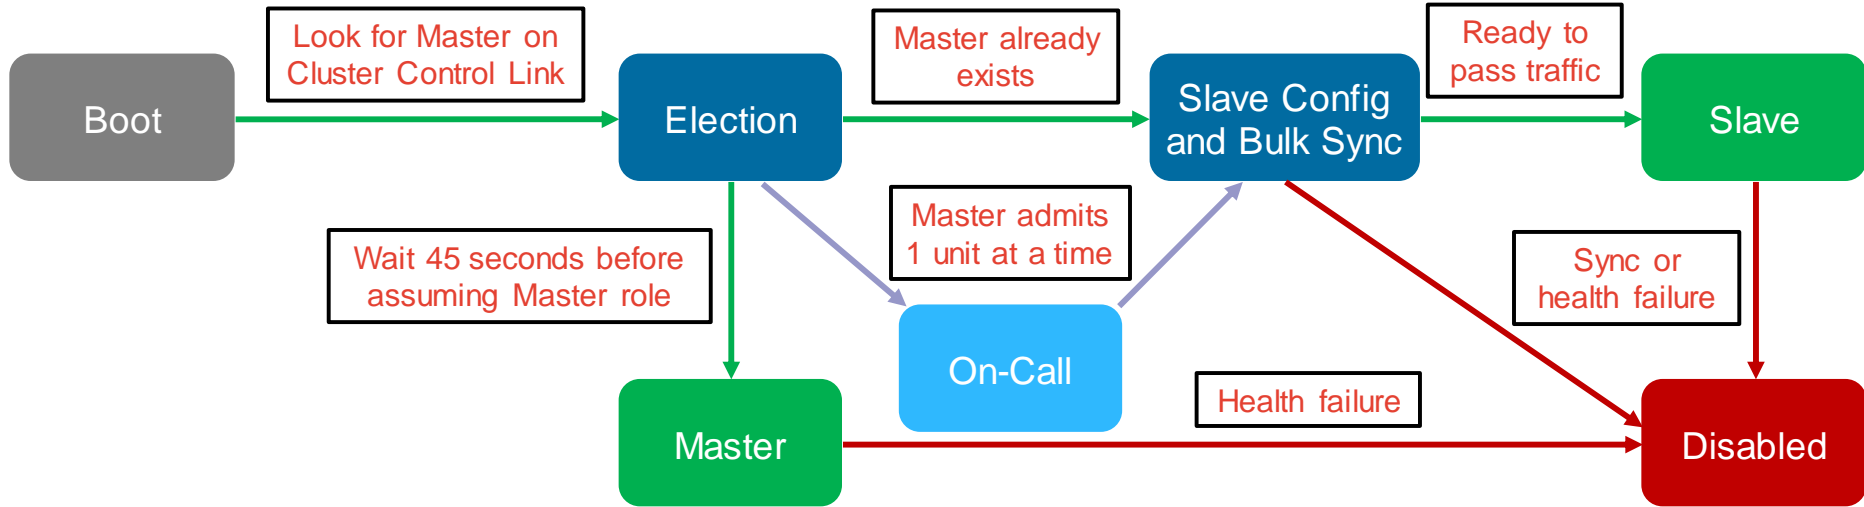 Look for Master on
Cluster Control Link
Master already
exists
Ready to
pass traffic
Boot
Election
Slave Config
and Bulk Sync
Slave
Wait 45 seconds before
assuming Master role
Master admits
1 unit at a time
Sync or
health failure
On-Call
Health failure
Master
Disabled